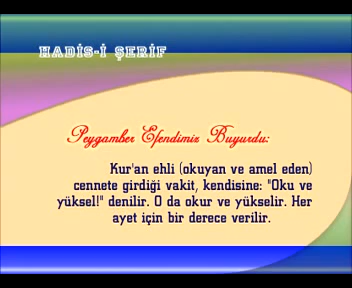 HADİS-İ ŞERİF
Peygamber Efendimiz Buyurdu:
Kur'an ehli (okuyan ve amel eden)
cennete girdiği vakit, kendisine: "Oku ve
yüksel!" denilir. O da okur ve yükselir. Her
ayet için bir derece verilir.